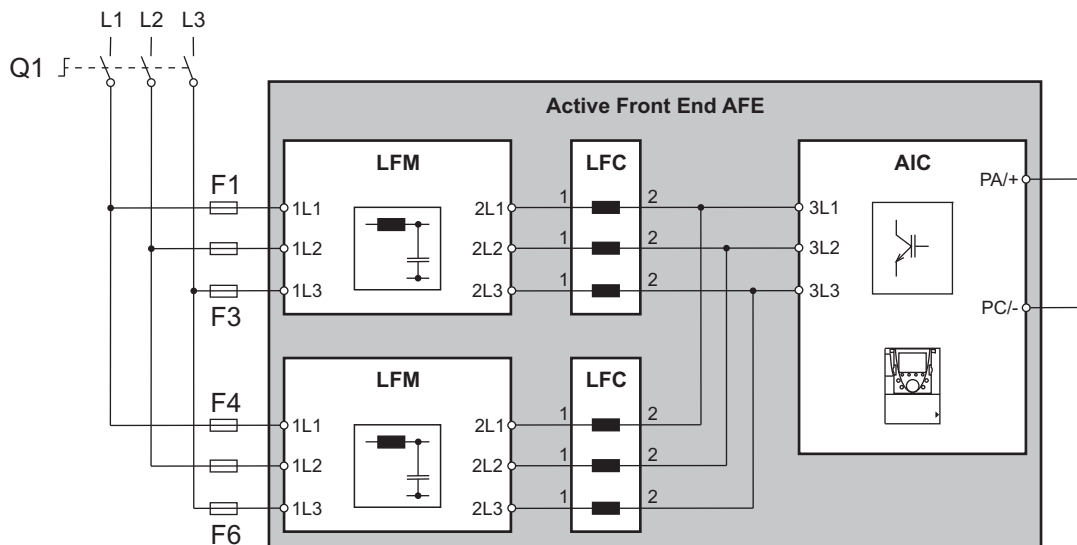 L1 L2 L3
Q1
Active Front End AFE
LFM LFC AIC
F1 1L1 2L1 1 2 3L1 PA/+
1L2 2L2 1 2 3L2
F3 1L3 2L3 1 2 3L3 PC/-
LFM LFC
F4 1L1 2L1 1 2
1L2 2L2 1 2
F6 1L3 2L3 1 2